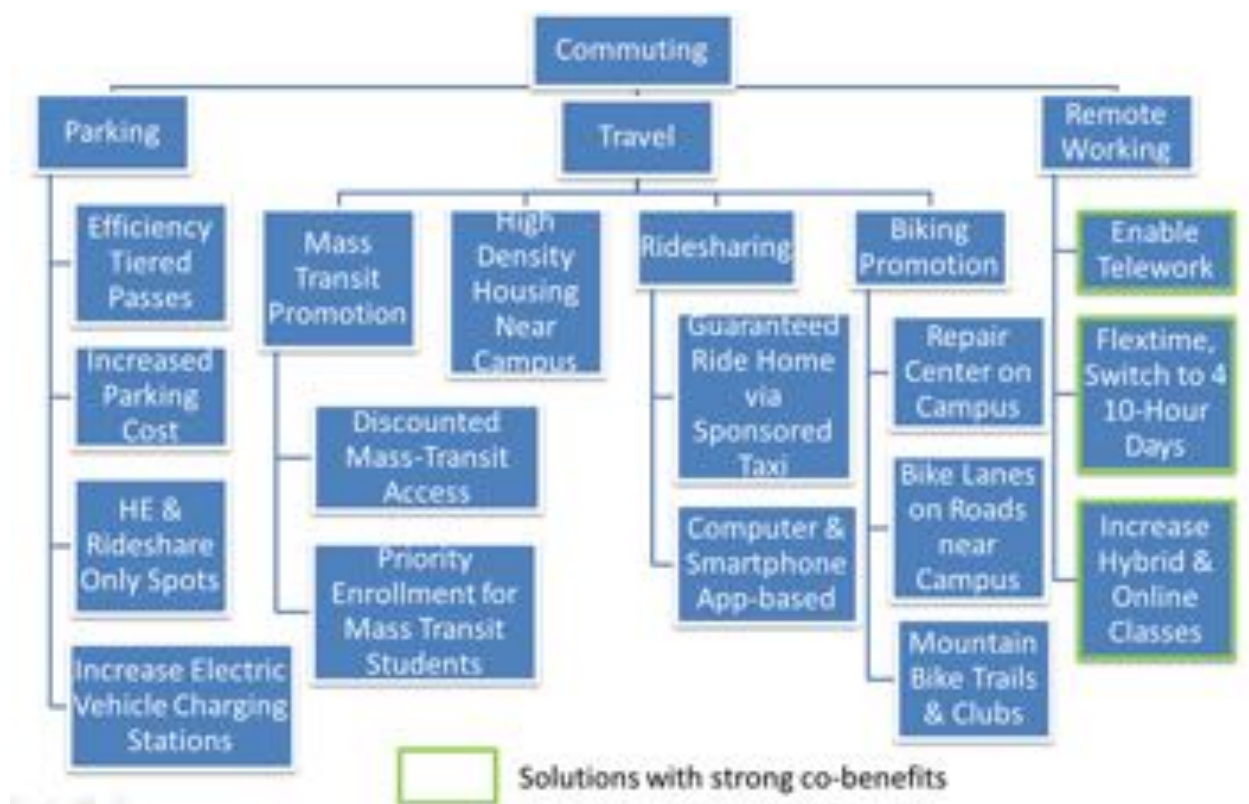 Commuting
Parking
Travel
Remote
Working
Efficiency
Tiered
Passes
Increased
Parking
Cost
HE &
Rideshare
Only Spots
Increase Electric
Vehicle Charging
Stations
Mass
Transit
Promotion
Discounted
Mass-Transit
Access
Priority
Enrollment for
Mass Transit
Students
High
Density
Housing
Near
Campus
Ridesharing
Guaranteed
Ride Home
via
Sponsored
Taxi
Computer &
Smartphone
App-based
Biking
Promotion
Repair
Center on
Campus
Bike Lanes
on Roads
near
Campus
Mountain
Bike Trails
& Clubs
Enable
Telework
Flextime,
Switch to 4
10-Hour
Days
Increase
Hybrid &
Online
Classes
Solutions with strong co-benefits